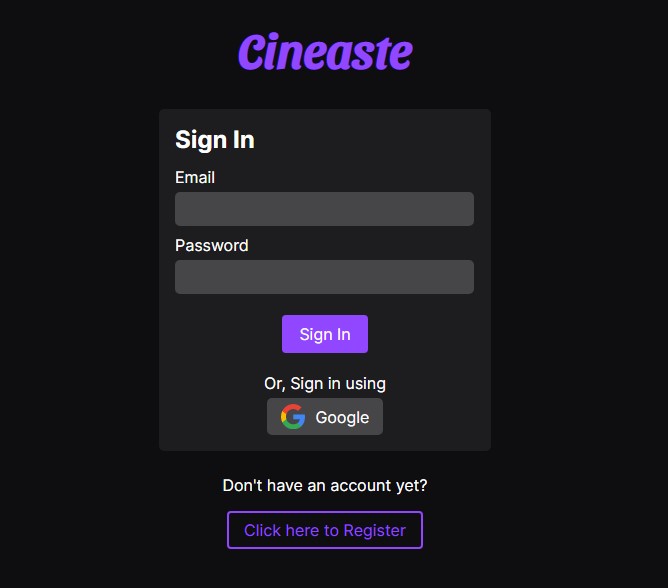 Cineaste
Sign In
Email
Password
Sign In
Or, Sign in using
Google
Don't have an account yet?
Click here to Register